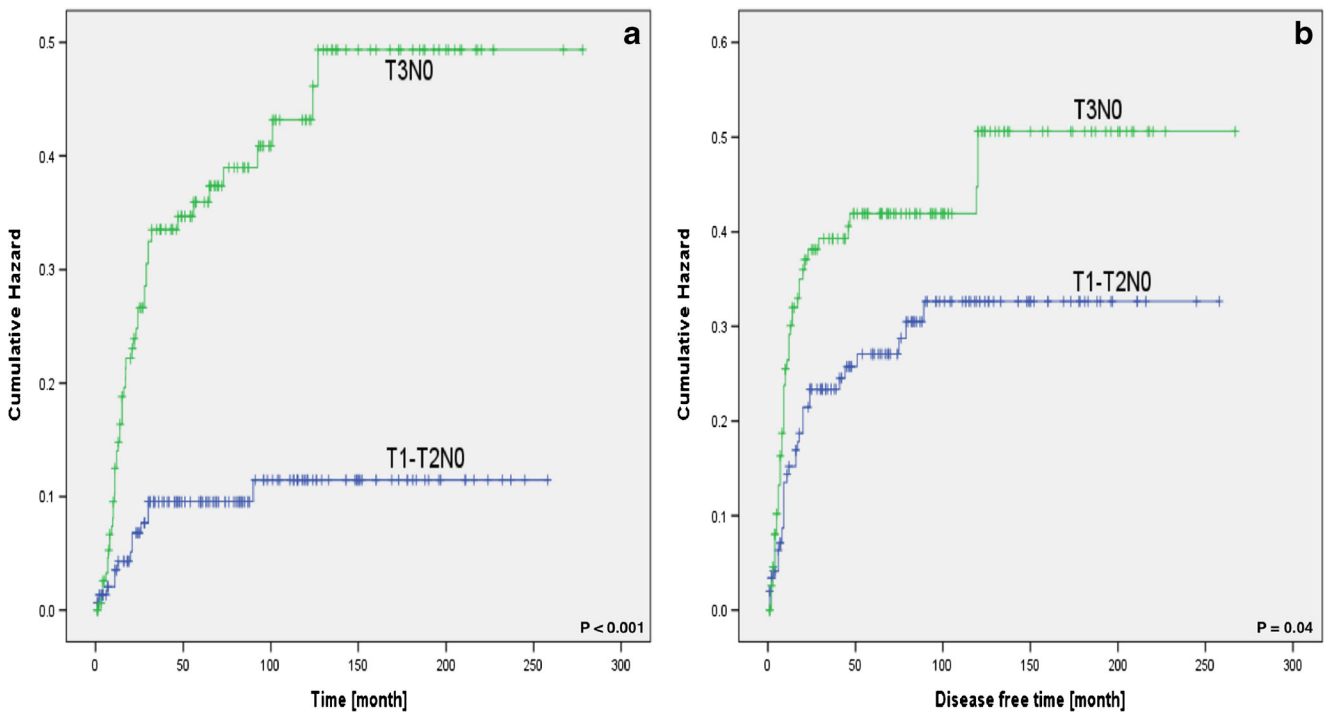 a
0.5
0.4
0.3
0.2
0.1
0.0
Cumulative Hazard
T3N0
T1-T2N0
P < 0.001
0 50 100 150 200 250 300
Time [month]
b
0.6
0.5
0.4
0.3
0.2
0.1
0.0
Cumulative Hazard
T3N0
T1-T2N0
P = 0.04
0 50 100 150 200 250 300
Disease free time [month]